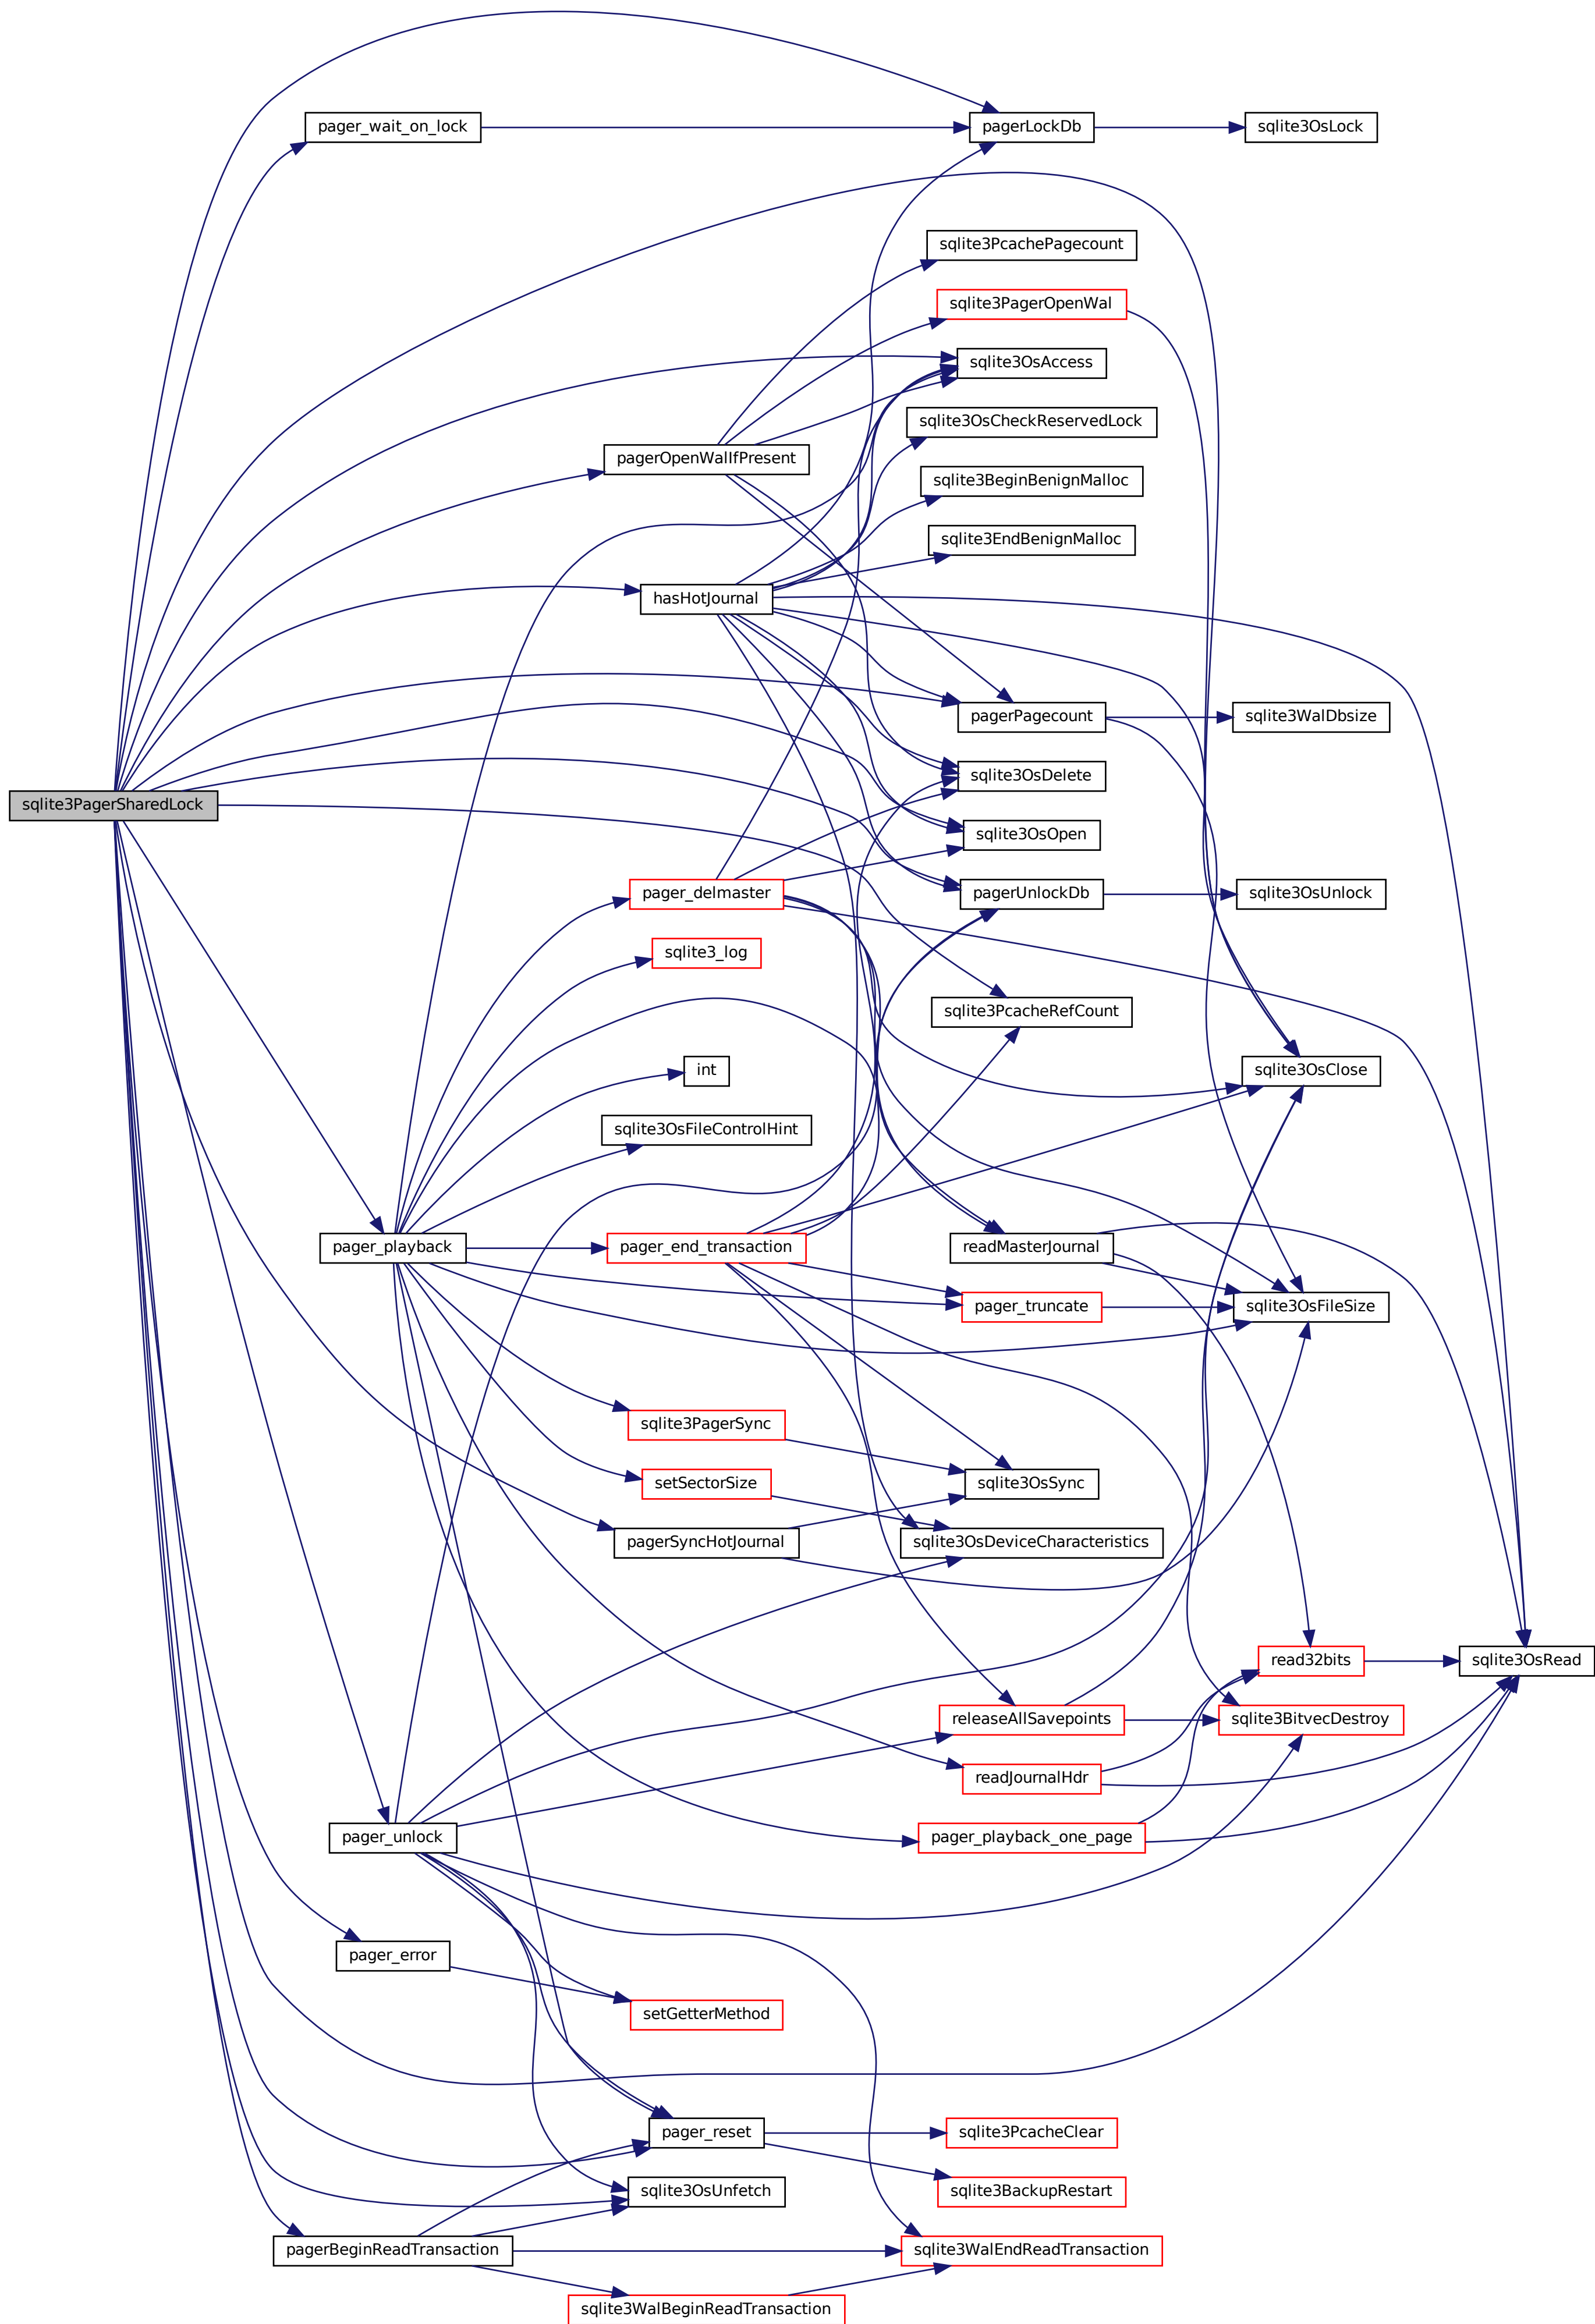 pager_wait_on_lock
pagerLockDb
sqlite3OsLock
sqlite3PcachePagecount
sqlite3PagerOpenWal
sqlite3OsAccess
sqlite3OsCheckReservedLock
pagerOpenWalIfPresent
sqlite3BeginBenignMalloc
sqlite3EndBenignMalloc
hasHotJournal
pagerPagecount
sqlite3WalDbsize
sqlite3OsDelete
sqlite3PagerSharedLock
sqlite3OsOpen
pager_delmaster
pagerUnlockDb
sqlite3OsUnlock
sqlite3_log
sqlite3PcacheRefCount
int
sqlite3OsClose
sqlite3OsFileControlHint
pager_playback
pager_end_transaction
readMasterJournal
pager_truncate
sqlite3OsFileSize
sqlite3PagerSync
setSectorSize
sqlite3OsSync
pagerSyncHotJournal
sqlite3OsDeviceCharacteristics
read32bits
sqlite3OsRead
releaseAllSavepoints
sqlite3BitvecDestroy
readJournalHdr
pager_unlock
pager_playback_one_page
pager_error
setGetterMethod
pager_reset
sqlite3PcacheClear
sqlite3OsUnfetch
sqlite3BackupRestart
pagerBeginReadTransaction
sqlite3WalEndReadTransaction
sqlite3WalBeginReadTransaction